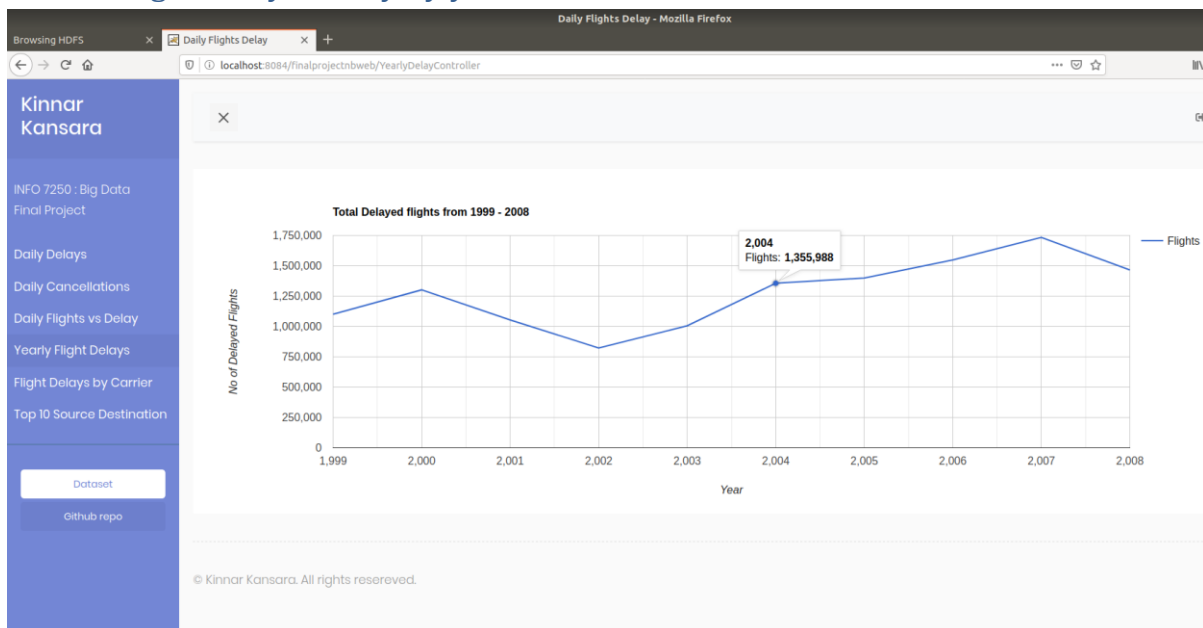 Daily Flights Delay - Mozilla Firefox
Browsing HDFS
Daily Flights Delay
localhost:8084/finalprojectnbweb/YearlyDelayController
Kinnar
Kansara
INFO 7250 : Big Data
Final Project
Daily Delays
Daily Cancellations
Daily Flights vs Delay
Yearly Flight Delays
Flight Delays by Carrier
Top 10 Source Destination
Dataset
Github repo
Total Delayed flights from 1999 - 2008
1,750,000
1,500,000
1,250,000
1,000,000
750,000
500,000
250,000
0
No of Delayed Flights
2,004
Flights: 1,355,988
Flights
1,999
2,000
2,001
2,002
2,003
2,004
2,005
2,006
2,007
2,008
Year
© Kinnar Kansara. All rights resereved.